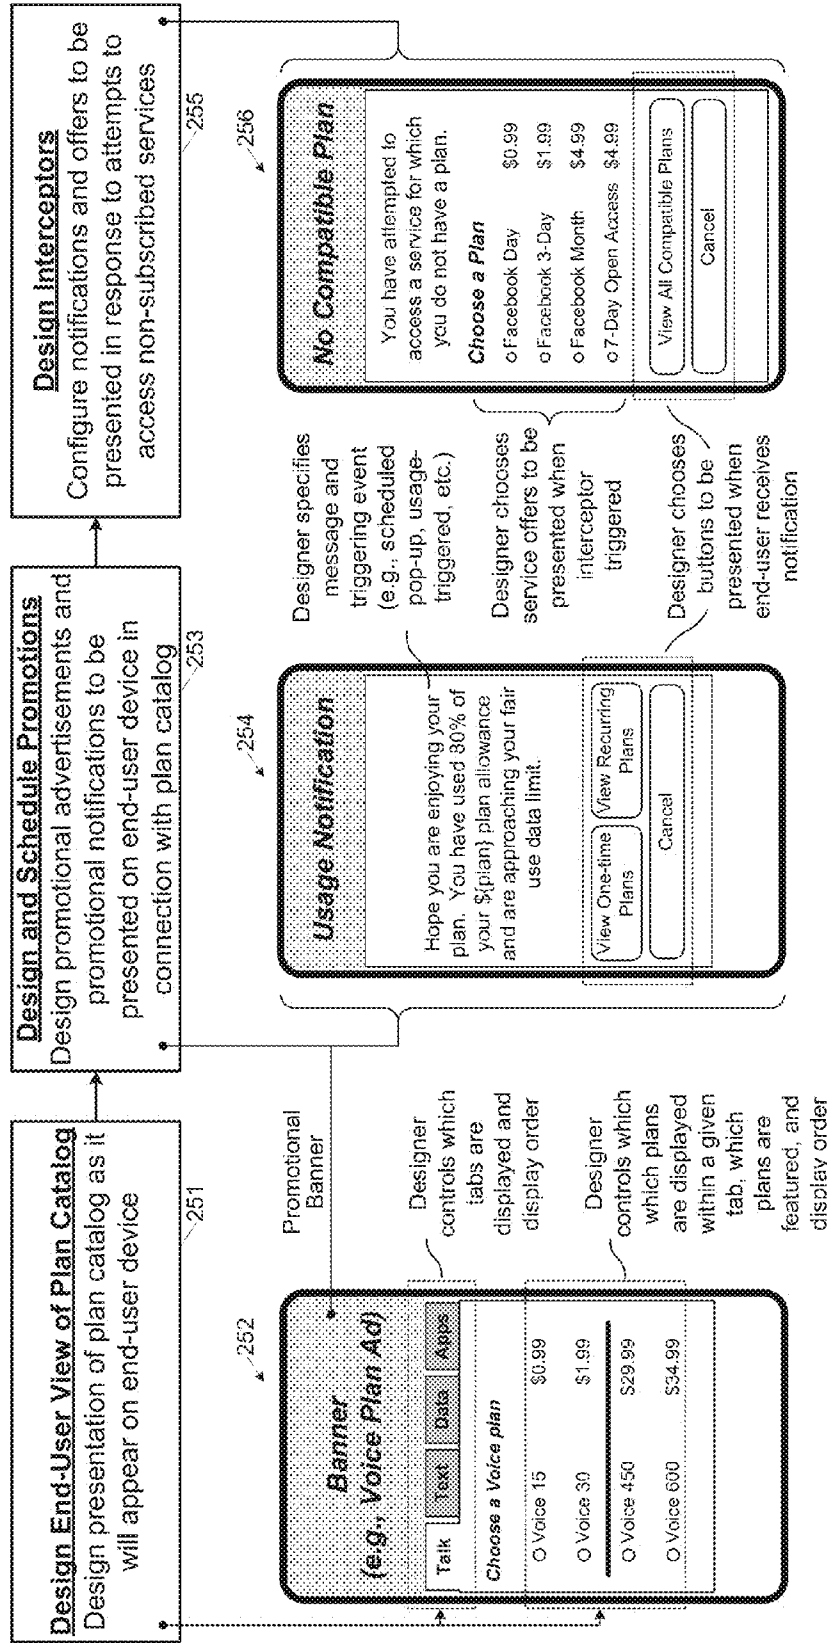 Design End-User View of Plan Catalog
Design presentation of plan catalog as it
will appear on end-user device
251
Design and Schedule Promotions
Design promotional advertisements and
promotional notifications to be
presented on end-user device in
connection with plan catalog
253
Design Interceptors
Configure notifications and offers to be
presented in response to attempts to
access non-subscribed services
255
252
Banner
(e.g., Voice Plan Ad)
Talk
Text
Data
Apps
Choose a Voice plan
Voice 15 $0.99
Voice 30 $1.99
Voice 450 $29.99
Voice 600 $34.99
Promotional
Banner
Designer
controls which
tabs are
displayed and
display order
Designer
controls which
which plans
are displayed
within a given
tab, which
plans are
featured, and
display order
254
Usage Notification
Hope you are enjoying your
plan. You have used 80% of
your ${plan} plan allowance
and are approaching your fair
use data limit.
View One-time
Plans
View Recurring
Plans
Cancel
Designer specifies
message and
triggering event
(e.g., scheduled
pop-up, usage-
triggered, etc.)
Designer chooses
service offers to be
presented when
interceptor
triggered
Designer chooses
buttons to be
presented when
end-user receives
notification
256
No Compatible Plan
You have attempted to
access a service for which
you do not have a plan.
Choose a Plan
Facebook Day $0.99
Facebook 3-Day $1.99
Facebook Month $4.99
7-Day Open Access $4.99
View All Compatible Plans
Cancel